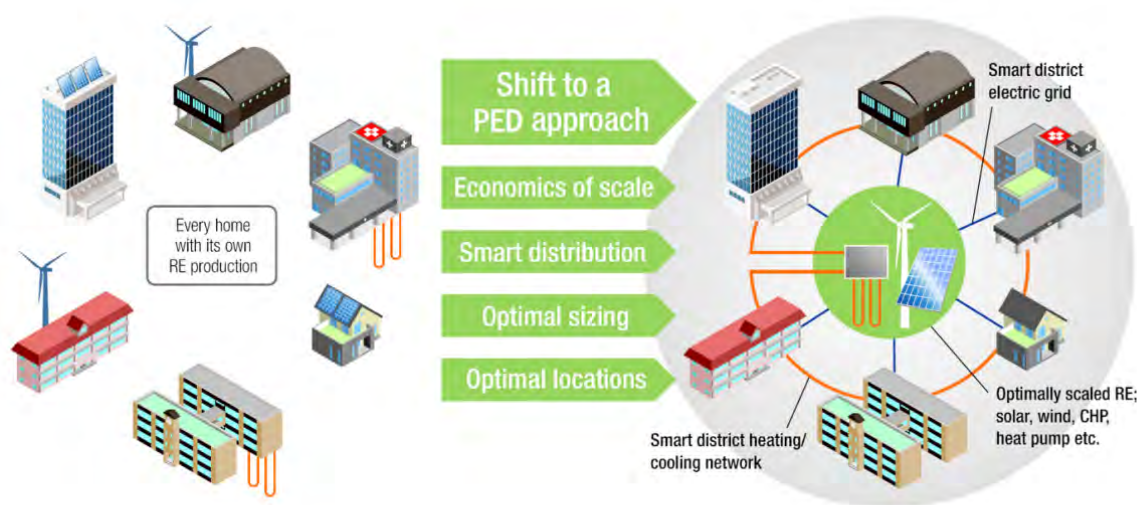 Every home
with its own
RE production
Shift to a
PED approach
Economics of scale
Smart distribution
Optimal sizing
Optimal locations
Smart district
electric grid
Optimally scaled RE;
solar, wind, CHP,
heat pump etc.
Smart district heating/
cooling network